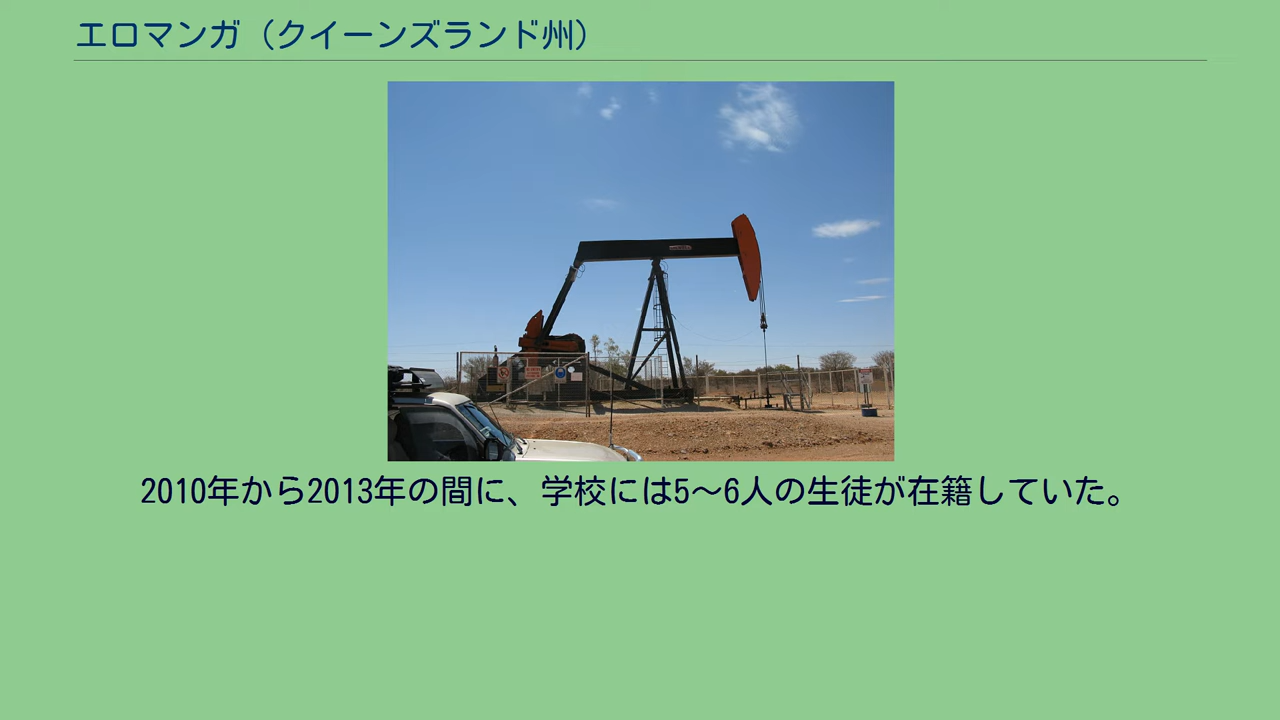 エロマンガ（クイーンズランド州）
2010年から2013年の間に、学校には5～6人の生徒が在籍していた。